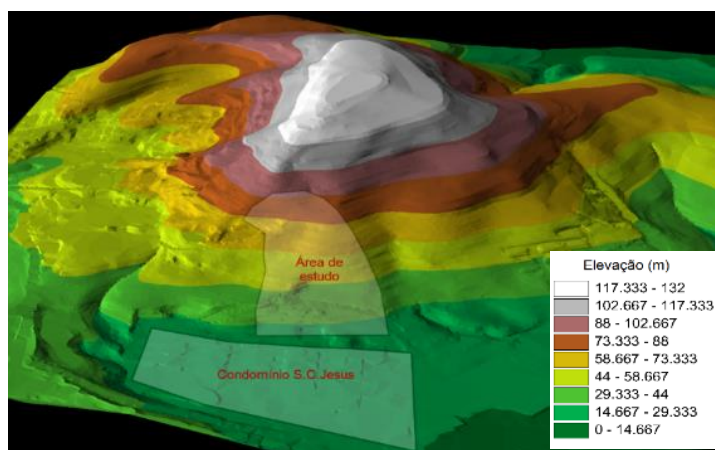 Área de
estudo
Condomínio S.C.Jesus
Elevação (m)
117.333 - 132
102.667 - 117.333
88 - 102.667
73.333 - 88
58.667 - 73.333
44 - 58.667
29.333 - 44
14.667 - 29.333
0 - 14.667